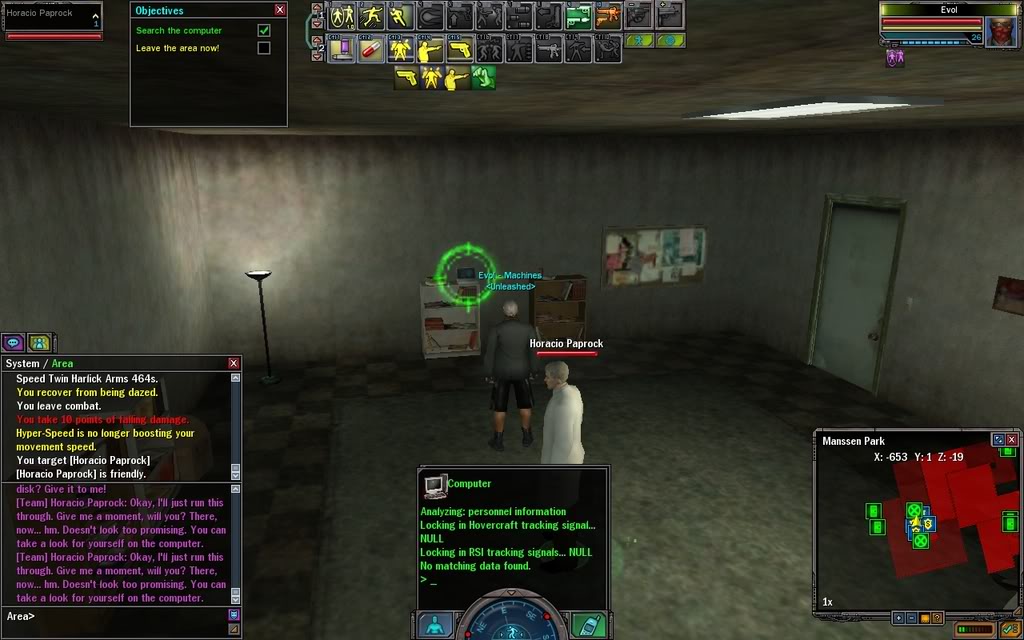 Horacio Paprock
1
Objectives
Search the computer
Leave the area now!
Evol
26
Evol - Machines
<Unleashed>
Horacio Paprock
System / Area
Speed Twin Harlick Arms 464s.
You recover from being dazed.
You leave combat.
You take 10 points of falling damage.
Hyper-Speed is no longer boosting your
movement speed.
You target [Horacio Paprock]
[Horacio Paprock] is friendly.
disk? Give it to me!
[Team] Horacio Paprock: Okay, I'll just run this
through. Give me a moment, will you? There,
now... hm. Doesn't look too promising. You can
take a look for yourself on the computer.
[Team] Horacio Paprock: Okay, I'll just run this
through. Give me a moment, will you? There,
now... hm. Doesn't look too promising. You can
take a look for yourself on the computer.
Area>
Computer
Analyzing: personnel information
Locking in Hovercraft tracking signal...
NULL
Locking in RSI tracking signals... NULL
No matching data found.
> _
Manssen Park
X: -653 Y: 1 Z: -19
1x
NE
E
SE
S